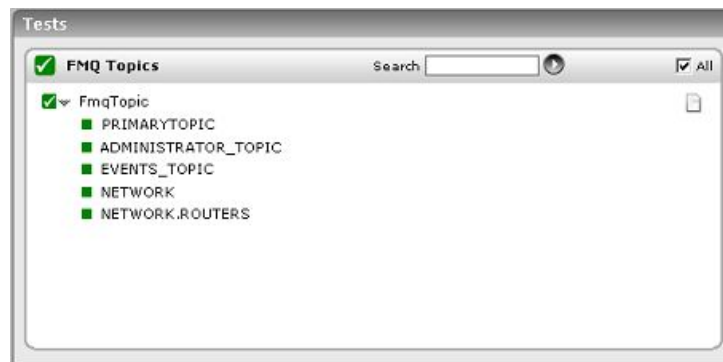 Tests
FMQ Topics Search All
FmqTopic
PRIMARYTOPIC
ADMINISTRATOR_TOPIC
EVENTS_TOPIC
NETWORK
NETWORK.ROUTERS